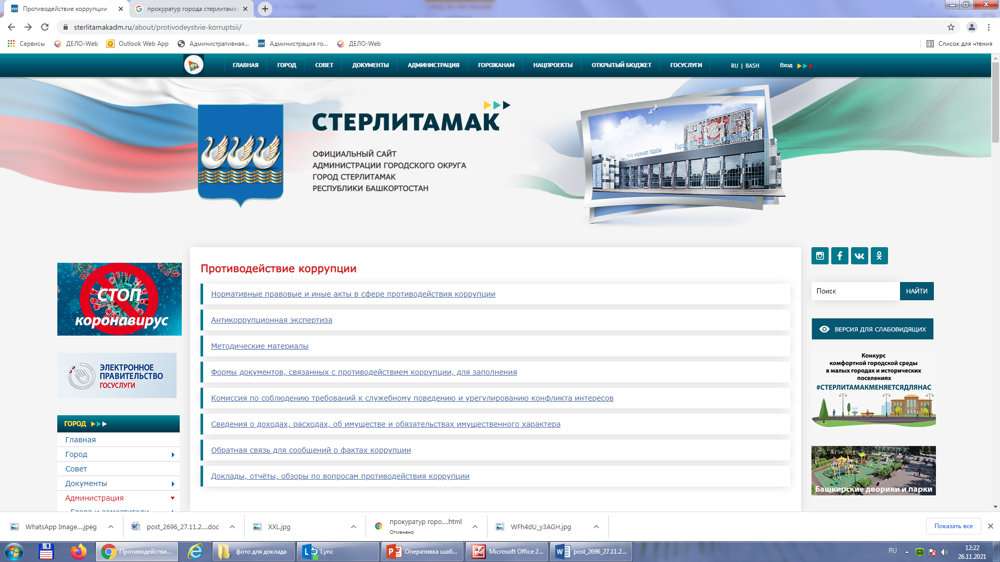 Противодействие коррупции
прокуратур города стерлитама
sterlitamakadm.ru/about/protivodeystvie-korruptsii/
Сервисы
ДЕЛО-Web
Outlook Web App
Административная...
Администрация го...
ДЕЛО-Web
Список для чтения
ГЛАВНАЯ
ГОРОД
СОВЕТ
ДОКУМЕНТЫ
АДМИНИСТРАЦИЯ
ГОРОЖАНАМ
НАЦПРОЕКТЫ
ОТКРЫТЫЙ БЮДЖЕТ
ГОСУСЛУГИ
RU | BASH
Вход
СТЕРЛИТАМАК
ОФИЦИАЛЬНЫЙ САЙТ
АДМИНИСТРАЦИИ ГОРОДСКОГО ОКРУГА
ГОРОД СТЕРЛИТАМАК
РЕСПУБЛИКИ БАШКОРТОСТАН
СТОП
коронавирус
ЭЛЕКТРОННОЕ
ПРАВИТЕЛЬСТВО
ГОСУСЛУГИ
ГОРОД
Главная
Город
Совет
Документы
Администрация
Глава и заместители
Противодействие коррупции
Нормативные правовые и иные акты в сфере противодействия коррупции
Антикоррупционная экспертиза
Методические материалы
Формы документов, связанных с противодействием коррупции, для заполнения
Комиссия по соблюдению требований к служебному поведению и урегулированию конфликта интересов
Сведения о доходах, расходах, об имуществе и обязательствах имущественного характера
Обратная связь для сообщений о фактах коррупции
Доклады, отчёты, обзоры по вопросам противодействия коррупции
Поиск
НАЙТИ
ВЕРСИЯ ДЛЯ СЛАБОВИДЯЩИХ
Конкурс
комфортной городской среды
в малых городах и исторических
поселениях
#СТЕРЛИТАМАКМЕНЯЕТСЯДЛЯНАС
Башкирские дворики и парки
WhatsApp Image....jpeg
post_2696_27.11.2....doc
XXL.jpg
прокуратур горо....html
Отменено
WFh4dU_y3AGH.jpg
Показать все
Противодействи...
фото для доклада
Lync
Оперативка шаб...
Microsoft Office 2...
post_2696_27.11.2...
RU
12:22
26.11.2021